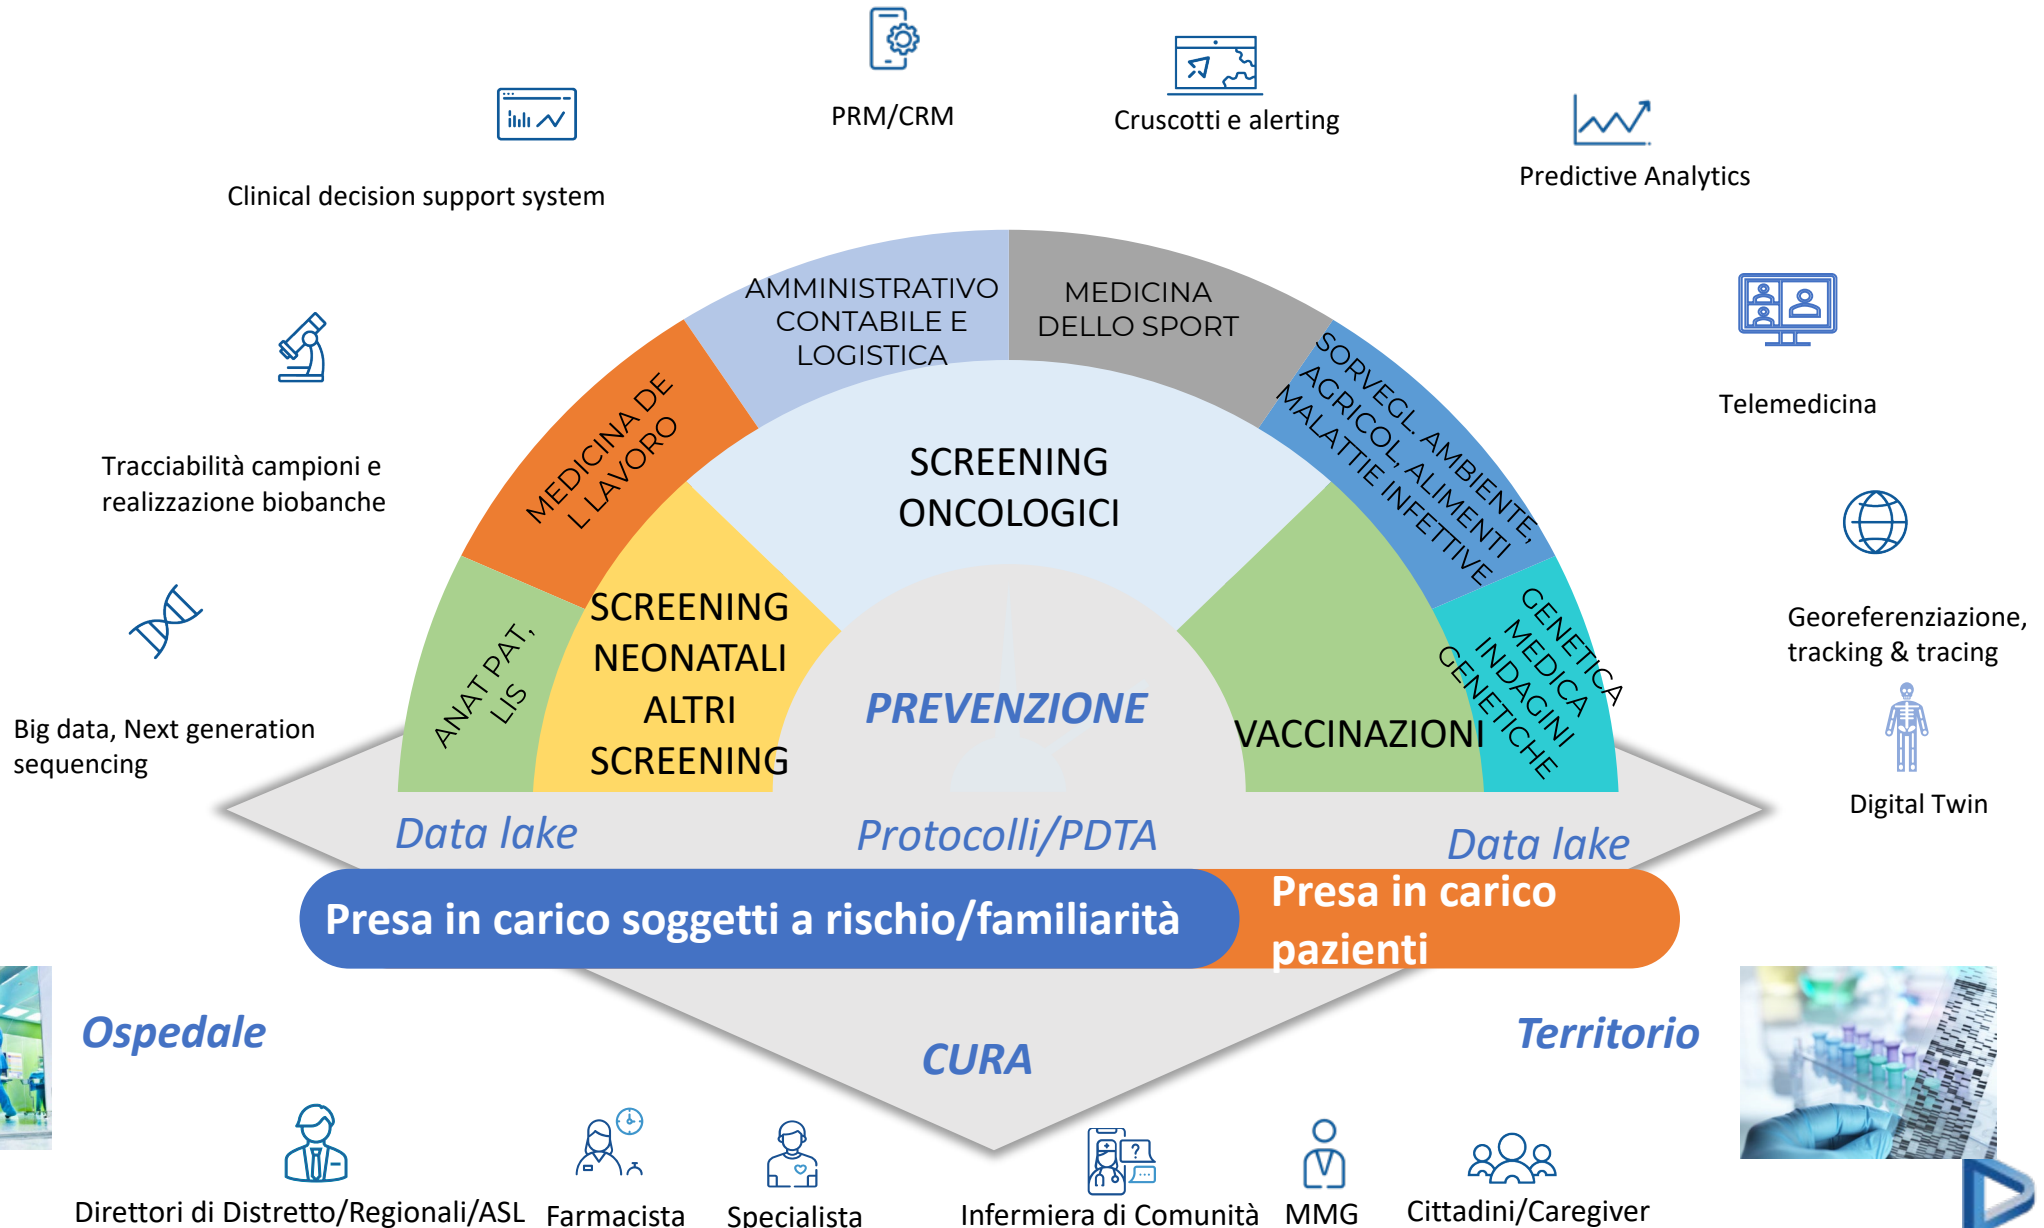 PRM/CRM
Cruscotti e alerting
Clinical decision support system
Predictive Analytics
AMMINISTRATIVO
CONTABILE E
LOGISTICA
MEDICINA
DELLO SPORT
MEDICINA DE
L LAVORO
SORVEGL. AMBIENTE,
AGRICOL, ALIMENTI
MALATTIE INFETTIVE
Telemedicina
Tracciabilità campioni e
realizzazione biobanche
SCREENING
ONCOLOGICI
Georeferenziazione,
tracking & tracing
ANAT PAT,
LIS
SCREENING
NEONATALI
ALTRI
SCREENING
PREVENZIONE
VACCINAZIONI
GENETICA
MEDICA
INDAGINI
GENETICHE
Big data, Next generation
sequencing
Digital Twin
Data lake
Protocolli/PDTA
Data lake
Presa in carico soggetti a rischio/familiarità
Presa in carico
pazienti
Ospedale
CURA
Territorio
Direttori di Distretto/Regionali/ASL
Farmacista
Specialista
Infermiera di Comunità
MMG
Cittadini/Caregiver